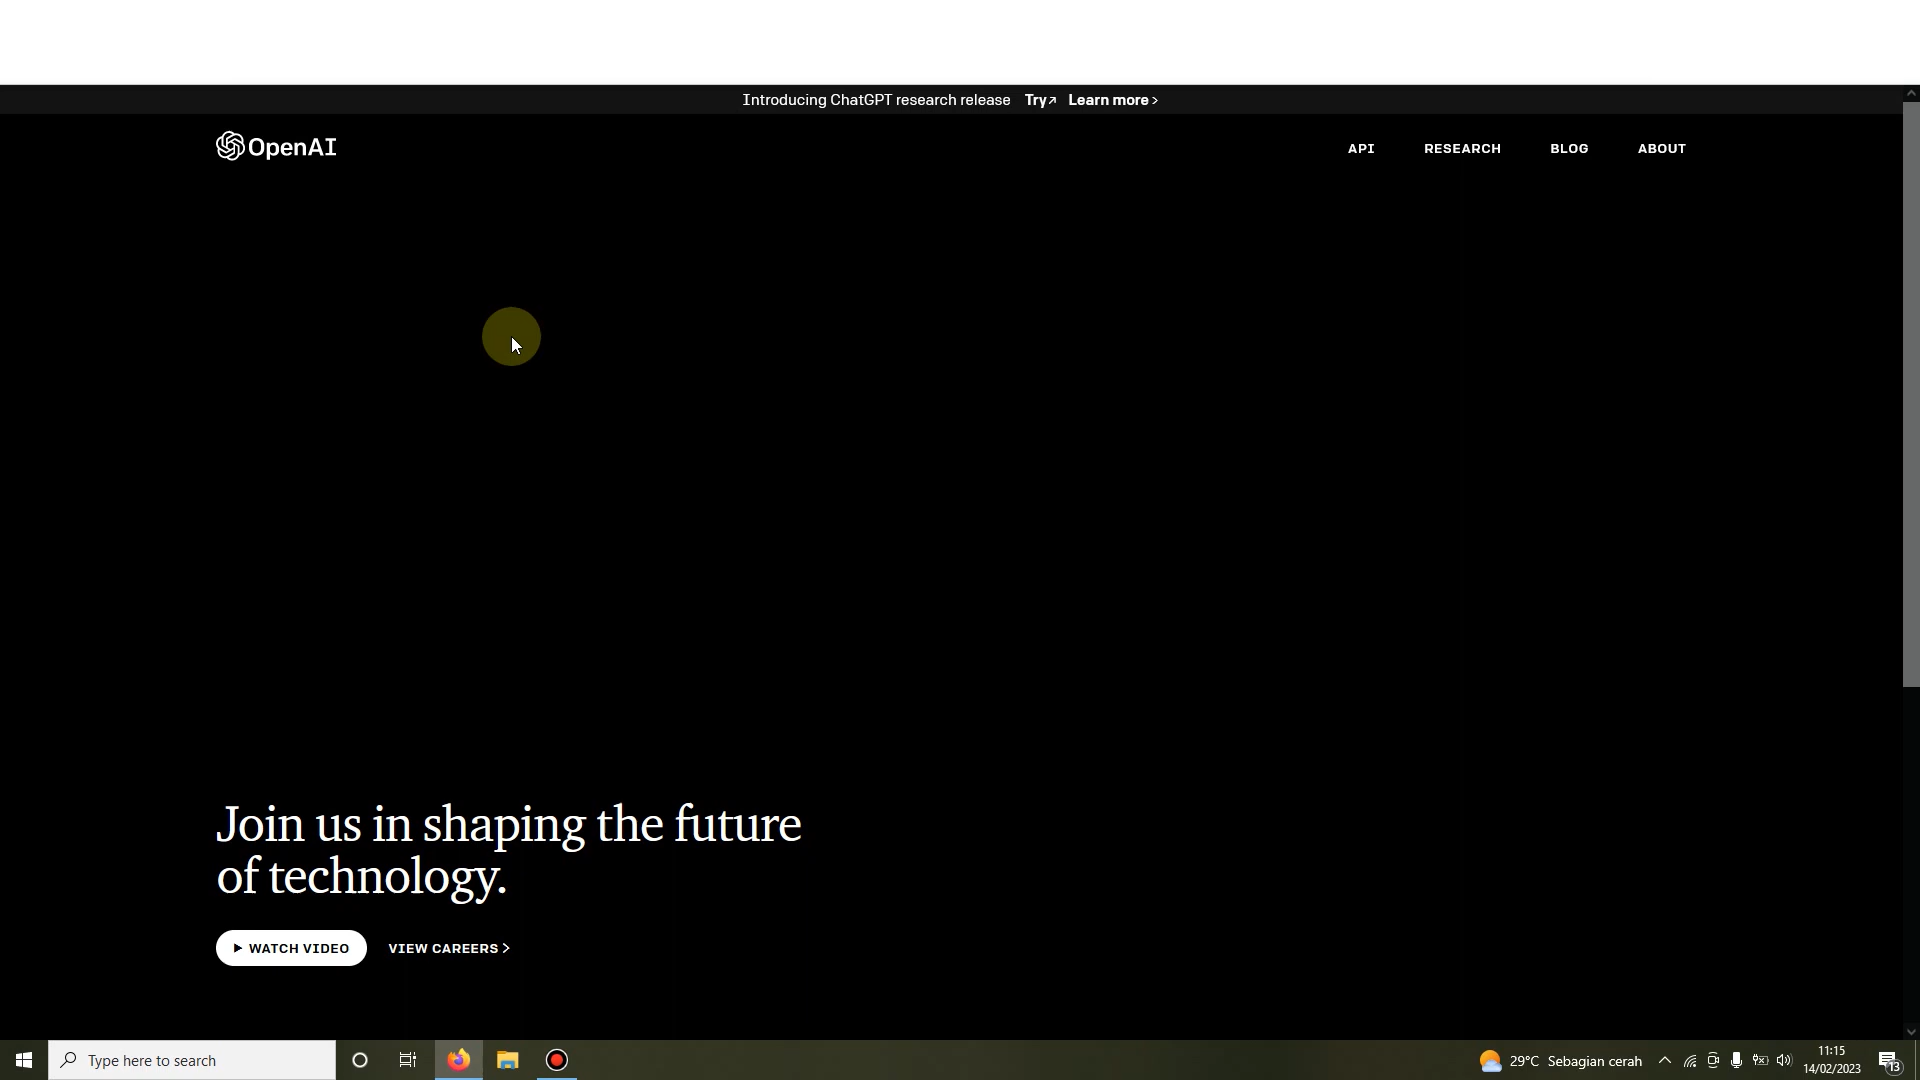 Introducing ChatGPT research release Try↗ Learn more >
OpenAI
API RESEARCH BLOG ABOUT
Join us in shaping the future
of technology.
WATCH VIDEO VIEW CAREERS >
Type here to search
29°C Sebagian cerah
11:15
14/02/2023
13